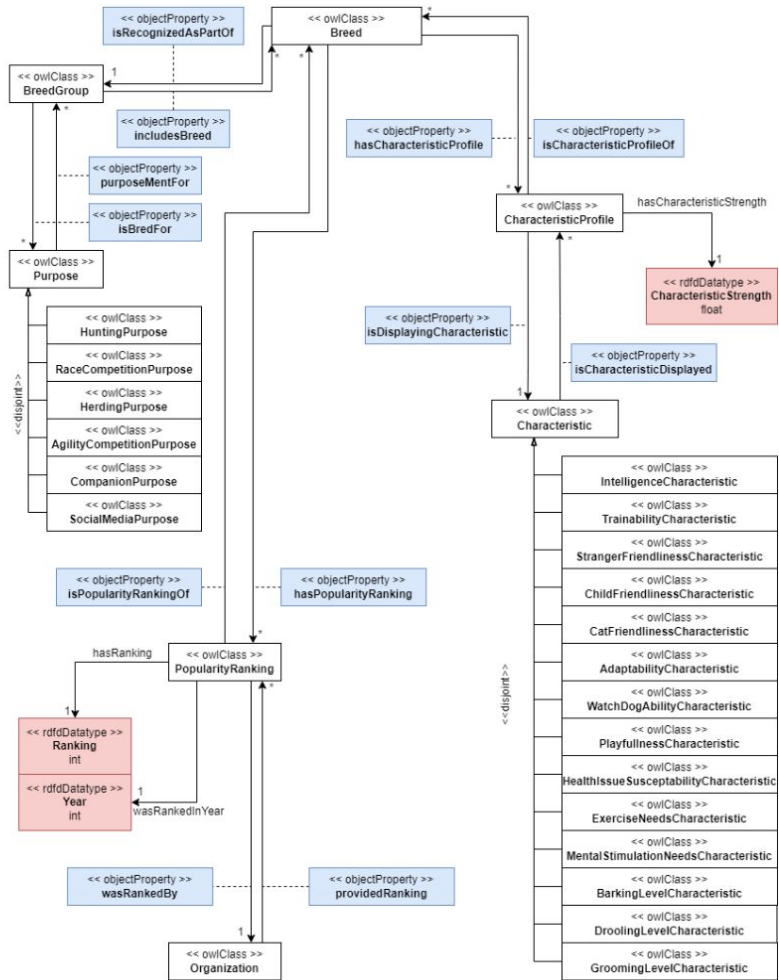 << objectProperty >>
isRecognizedAsPartOf
<< owlClass >>
Breed
*
*
*
*
1
<< owlClass >>
BreedGroup
*
<< objectProperty >>
includesBreed
<< objectProperty >>
hasCharacteristicProfile
<< objectProperty >>
isCharacteristicProfileOf
<< objectProperty >>
purposeMentFor
*
<< owlClass >>
CharacteristicProfile
*
hasCharacteristicStrength
1
<< objectProperty >>
isBredFor
*
<< owlClass >>
Purpose
<< rdfdDatatype >>
CharacteristicStrength
float
<<disjoint>>
<< owlClass >>
HuntingPurpose
<< owlClass >>
RaceCompetitionPurpose
<< owlClass >>
HerdingPurpose
<< owlClass >>
AgilityCompetitionPurpose
<< owlClass >>
CompanionPurpose
<< owlClass >>
SocialMediaPurpose
<< objectProperty >>
isDisplayingCharacteristic
<< objectProperty >>
isCharacteristicDisplayed
1
<< owlClass >>
Characteristic
<<disjoint>>
<< owlClass >>
IntelligenceCharacteristic
<< owlClass >>
TrainabilityCharacteristic
<< owlClass >>
StrangerFriendlinessCharacteristic
<< owlClass >>
ChildFriendlinessCharacteristic
<< owlClass >>
CatFriendlinessCharacteristic
<< owlClass >>
AdaptabilityCharacteristic
<< owlClass >>
WatchDogAbilityCharacteristic
<< owlClass >>
PlayfullnessCharacteristic
<< owlClass >>
HealthIssueSusceptabilityCharacteristic
<< owlClass >>
ExerciseNeedsCharacteristic
<< owlClass >>
MentalStimulationNeedsCharacteristic
<< owlClass >>
BarkingLevelCharacteristic
<< owlClass >>
DroolingLevelCharacteristic
<< owlClass >>
GroomingLevelCharacteristic
<< objectProperty >>
isPopularityRankingOf
<< objectProperty >>
hasPopularityRanking
*
<< owlClass >>
PopularityRanking
*
hasRanking
1
<< rdfdDatatype >>
Ranking
int
<< rdfdDatatype >>
Year
int
1
wasRankedInYear
<< objectProperty >>
wasRankedBy
<< objectProperty >>
providedRanking
1
<< owlClass >>
Organization